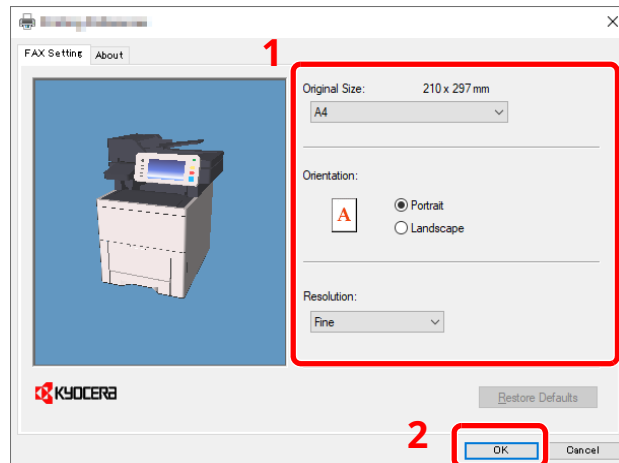 FAX Setting About
1
Original Size: 210 x 297 mm
A4
Orientation:
A
Portrait
Landscape
Resolution:
Fine
KYOCERA
Restore Defaults
2
OK Cancel